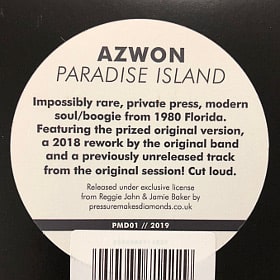 AZWON
PARADISE ISLAND
Impossibly rare, private press, modern
soul/boogie from 1980 Florida.
Featuring the prized original version,
a 2018 rework by the original band
and a previously unreleased track
from the original session! Cut loud.
Released under exclusive license
from Reggie Jahn & Jamie Baker by
pressuremakesdiamonds.co.uk
PMD01 // 2019